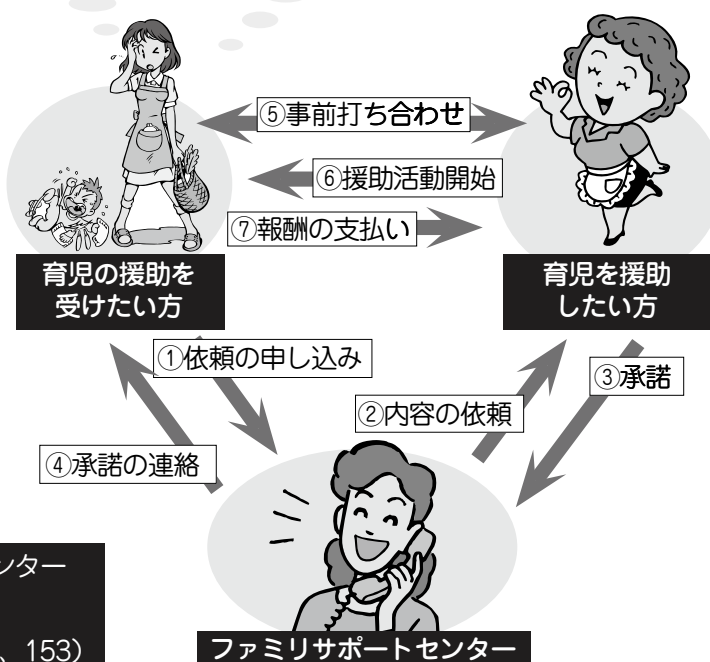 ⑤事前打ち合わせ
⑥援助活動開始
⑦報酬の支払い
育児の援助を
受けたい方
育児を援助
したい方
①依頼の申し込み
③承諾
②内容の依頼
④承諾の連絡
ンター
、153)
ファミリサポートセンター